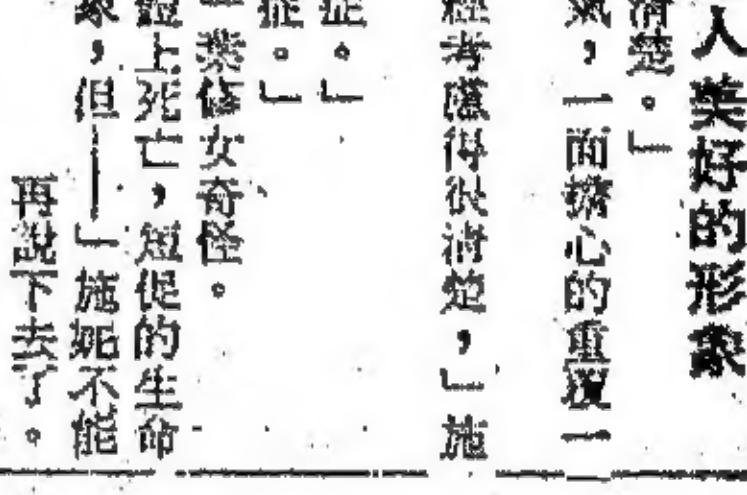 人美好的形象
清楚。」
氣,一面擔心的重覆一
經考慮得很清楚,」施
症。」
症。」
葉修女奇怪。
體上死亡,短促的生命
象,但——」施妮不能
再說下去了。